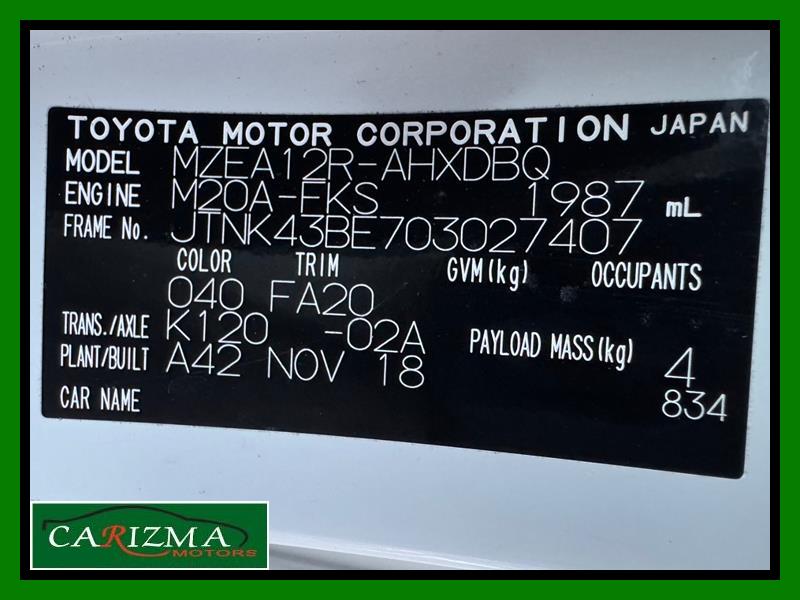 TOYOTA MOTOR CORPORATION JAPAN
MODEL MZEA12R-AHXDBQ
ENGINE M20A-FKS 1987 mL
FRAME No. JTNK43BE703027407
COLOR TRIM GVM(kg) OCCUPANTS
040 FA20
TRANS./AXLE K120 -02A PAYLOAD MASS(kg)
PLANT/BUILT A42 NOV 18 4
CAR NAME 834
CARIZMA
MOTORS